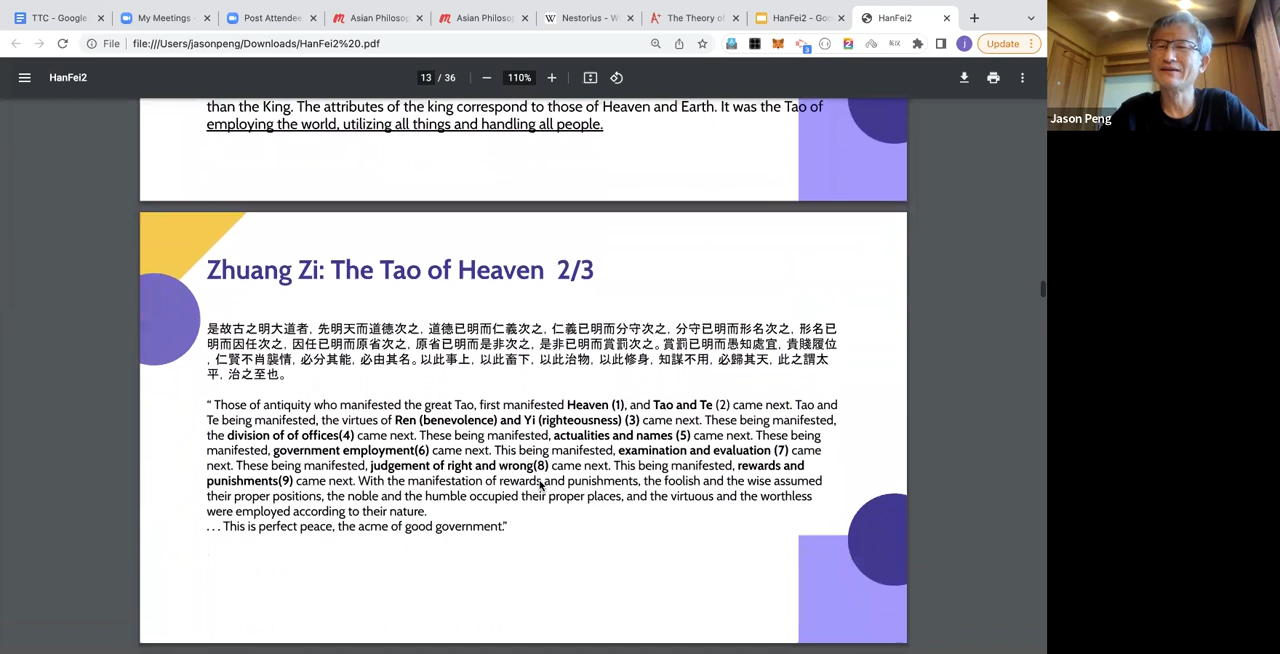 TTC - Google
My Meetings -
Post Attendee
Asian Philosop
Asian Philosop
Nestorius - W
The Theory of
HanFei2 - Goo
HanFei2
File
file:///Users/jasonpeng/Downloads/HanFei2%20.pdf
Update
HanFei2
13 / 36
110%
than the King. The attributes of the king correspond to those of Heaven and Earth. It was the Tao of
employing the world, utilizing all things and handling all people.
Zhuang Zi: The Tao of Heaven 2/3
是故古之明大道者, 先明天而道德次之, 道德已明而仁義次之, 仁義已明而分守次之, 分守已明而形名次之, 形名已
明而因任次之, 因任已明而原省次之, 原省已明而是非次之, 是非已明而賞罰次之。賞罰已明而愚知處宜, 貴賤履位
, 仁賢不肖襲情, 必分其能, 必由其名。以此事上, 以此畜下, 以此治物, 以此修身, 知謀不用, 必歸其天, 此之謂太
平, 治之至也。
“ Those of antiquity who manifested the great Tao, first manifested Heaven (1), and Tao and Te (2) came next. Tao and
Te being manifested, the virtues of Ren (benevolence) and Yi (righteousness) (3) came next. These being manifested,
the division of of offices(4) came next. These being manifested, actualities and names (5) came next. These being
manifested, government employment(6) came next. This being manifested, examination and evaluation (7) came
next. These being manifested, judgement of right and wrong(8) came next. This being manifested, rewards and
punishments(9) came next. With the manifestation of rewards and punishments, the foolish and the wise assumed
their proper positions, the noble and the humble occupied their proper places, and the virtuous and the worthless
were employed according to their nature.
. . . This is perfect peace, the acme of good government.”
Jason Peng